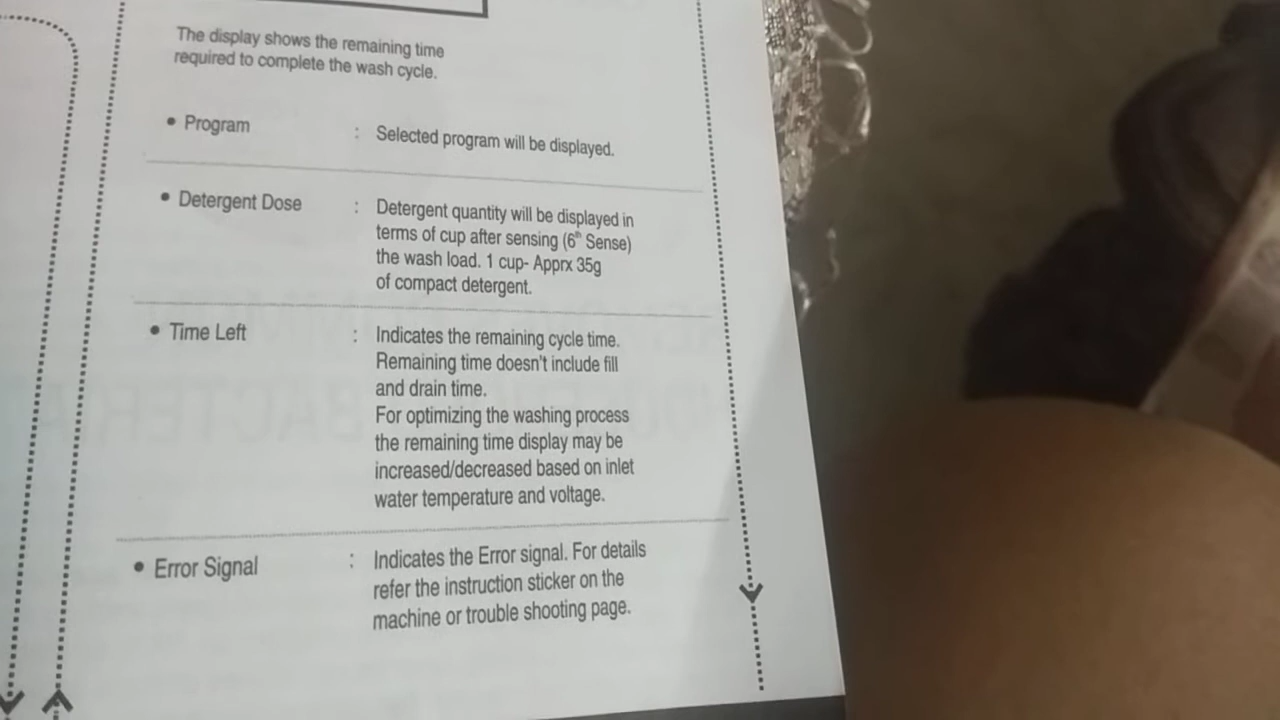 The display shows the remaining time
required to complete the wash cycle.
• Program : Selected program will be displayed.
• Detergent Dose : Detergent quantity will be displayed in
terms of cup after sensing (6th Sense)
the wash load. 1 cup- Apprx 35g
of compact detergent.
• Time Left : Indicates the remaining cycle time.
Remaining time doesn't include fill
and drain time.
For optimizing the washing process
the remaining time display may be
increased/decreased based on inlet
water temperature and voltage.
• Error Signal : Indicates the Error signal. For details
refer the instruction sticker on the
machine or trouble shooting page.